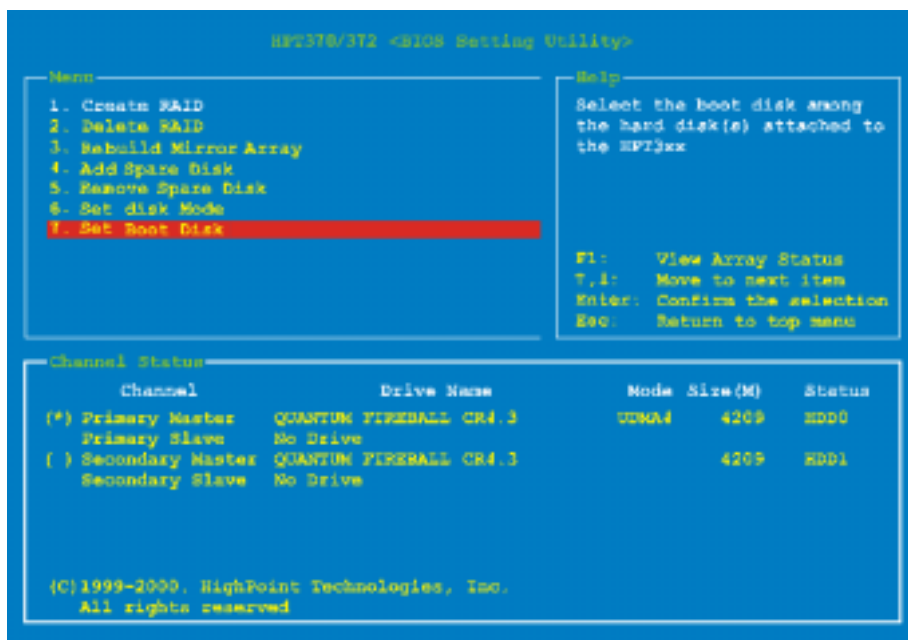 HPT370/372 <BIOS Setting Utility>
Menu
1. Create RAID
2. Delete RAID
3. Rebuild Mirror Array
4. Add Spare Disk
5. Remove Spare Disk
6. Set disk Mode
7. Set Boot Disk
Help
Select the boot disk among
the hard disk(s) attached to
the HPT3xx
F1: View Array Status
↑,↓: Move to next item
Enter: Confirm the selection
Esc: Return to top menu
Channel Status
Channel Drive Name Mode Size(M) Status
(*) Primary Master QUANTUM FIREBALL CR4.3 UDMA4 4209 HDD0
Primary Slave No Drive
( ) Secondary Master QUANTUM FIREBALL CR4.3 4209 HDD1
Secondary Slave No Drive
(C)1999-2000. HighPoint Technologies, Inc.
All rights reserved